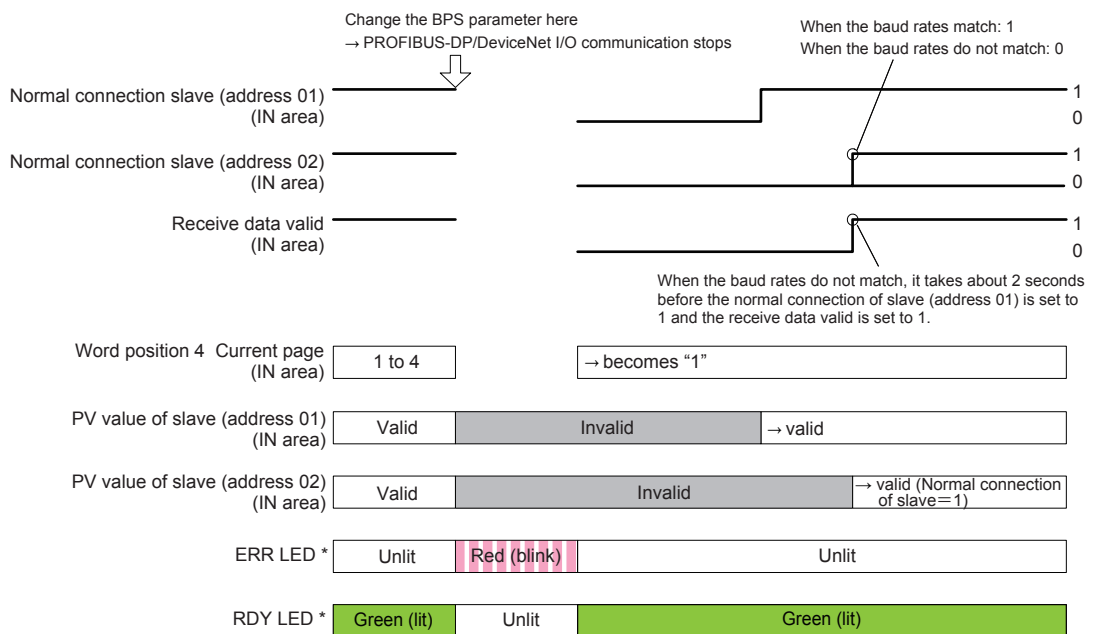 Change the BPS parameter here
→ PROFIBUS-DP/DeviceNet I/O communication stops
When the baud rates match: 1
When the baud rates do not match: 0
Normal connection slave (address 01)
(IN area)
1
0
Normal connection slave (address 02)
(IN area)
1
0
Receive data valid
(IN area)
1
0
When the baud rates do not match, it takes about 2 seconds
before the normal connection of slave (address 01) is set to
1 and the receive data valid is set to 1.
Word position 4 Current page
(IN area)
1 to 4
→ becomes “1”
PV value of slave (address 01)
(IN area)
Valid
Invalid
→ valid
PV value of slave (address 02)
(IN area)
Valid
Invalid
→ valid (Normal connection
of slave=1)
ERR LED *
Unlit
Red (blink)
Unlit
RDY LED *
Green (lit)
Unlit
Green (lit)